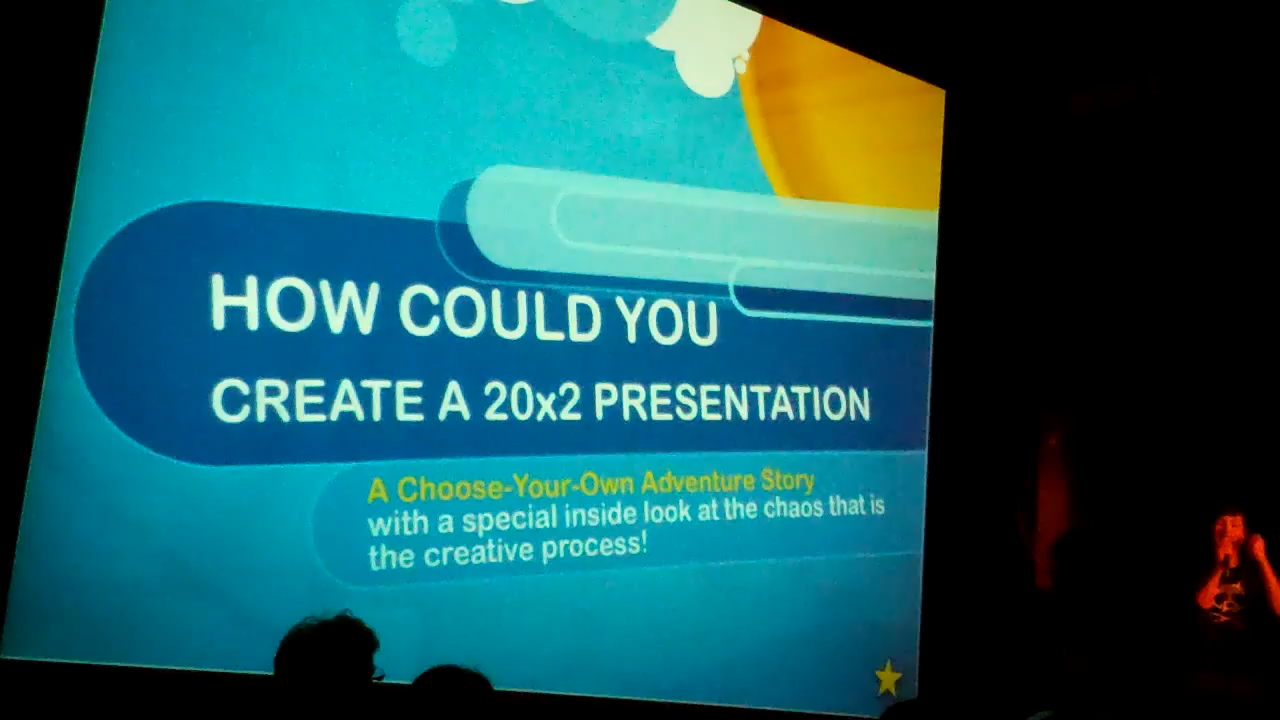 HOW COULD YOU
CREATE A 20x2 PRESENTATION
A Choose-Your-Own Adventure Story
with a special inside look at the chaos that is
the creative process!